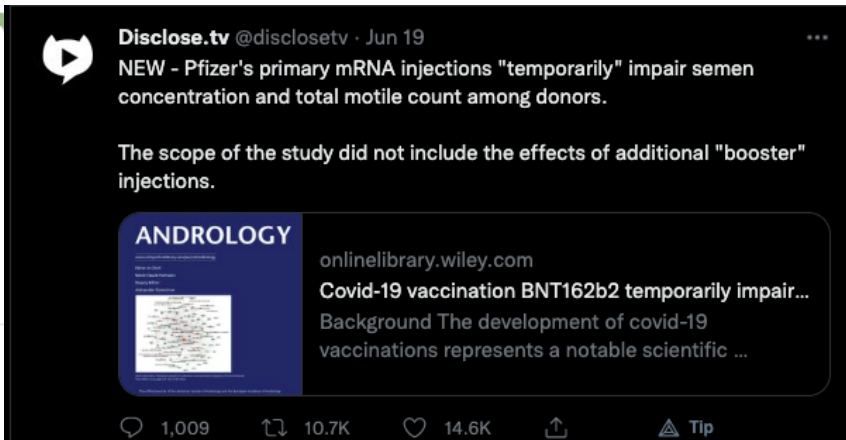 Disclose.tv @disclosetv · Jun 19
NEW - Pfizer's primary mRNA injections "temporarily" impair semen
concentration and total motile count among donors.
The scope of the study did not include the effects of additional "booster"
injections.
ANDROLOGY
onlinelibrary.wiley.com
Covid-19 vaccination BNT162b2 temporarily impair...
Background The development of covid-19
vaccinations represents a notable scientific ...
1,009 10.7K 14.6K Tip